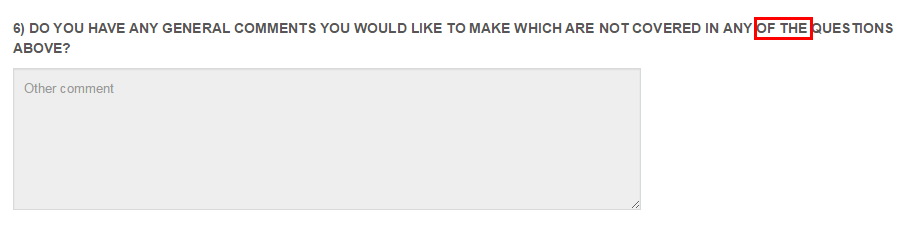 6) DO YOU HAVE ANY GENERAL COMMENTS YOU WOULD LIKE TO MAKE WHICH ARE NOT COVERED IN ANY OF THE QUESTIONS
ABOVE?
Other comment